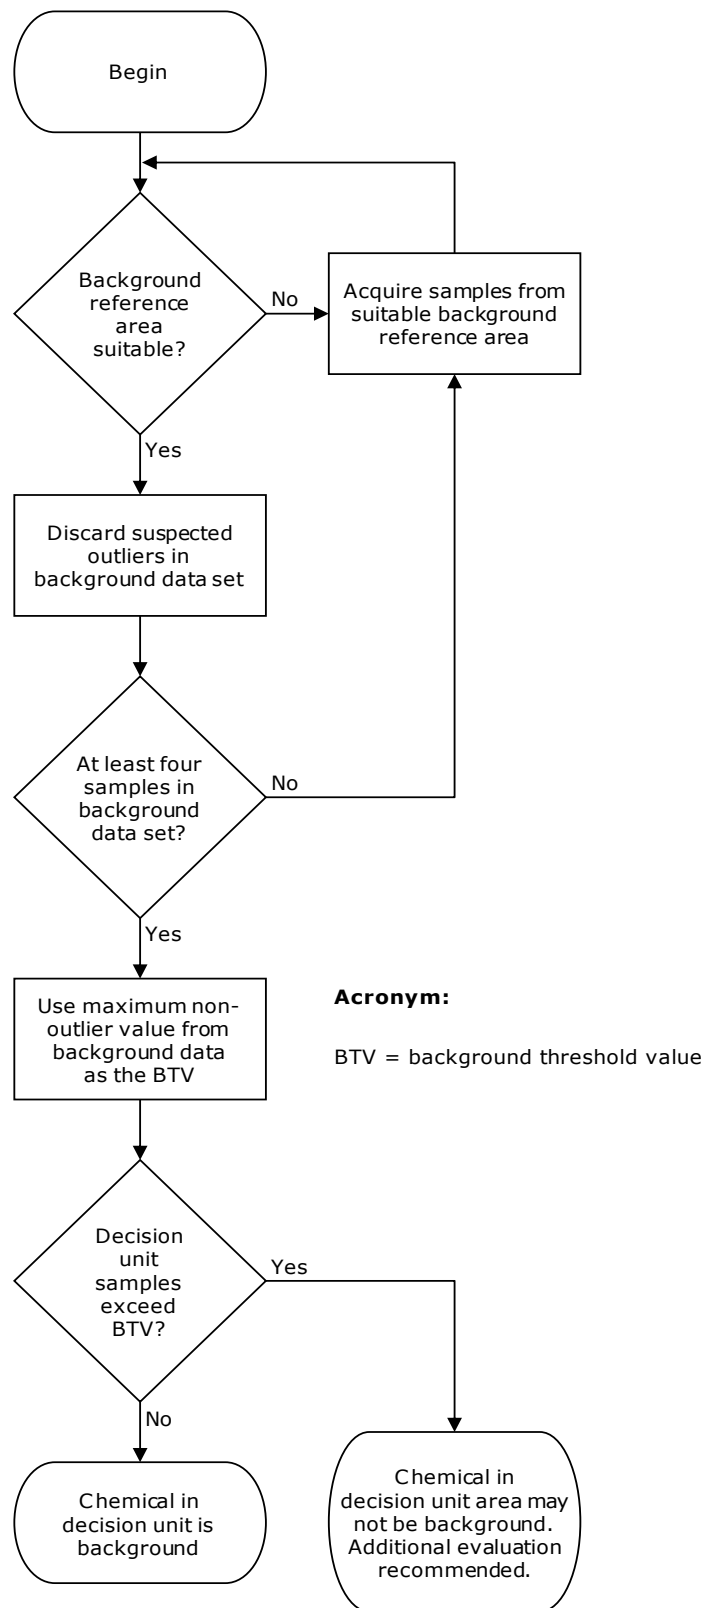 Begin
Background
reference
area
suitable?
No
Acquire samples from
suitable background
reference area
Yes
Discard suspected
outliers in
background data set
At least four
samples in
background
data set?
No
Yes
Use maximum non-
outlier value from
background data
as the BTV
Acronym:
BTV = background threshold value
Decision
unit
samples
exceed
BTV?
Yes
No
Chemical in
decision unit is
background
Chemical in
decision unit area may
not be background.
Additional evaluation
recommended.